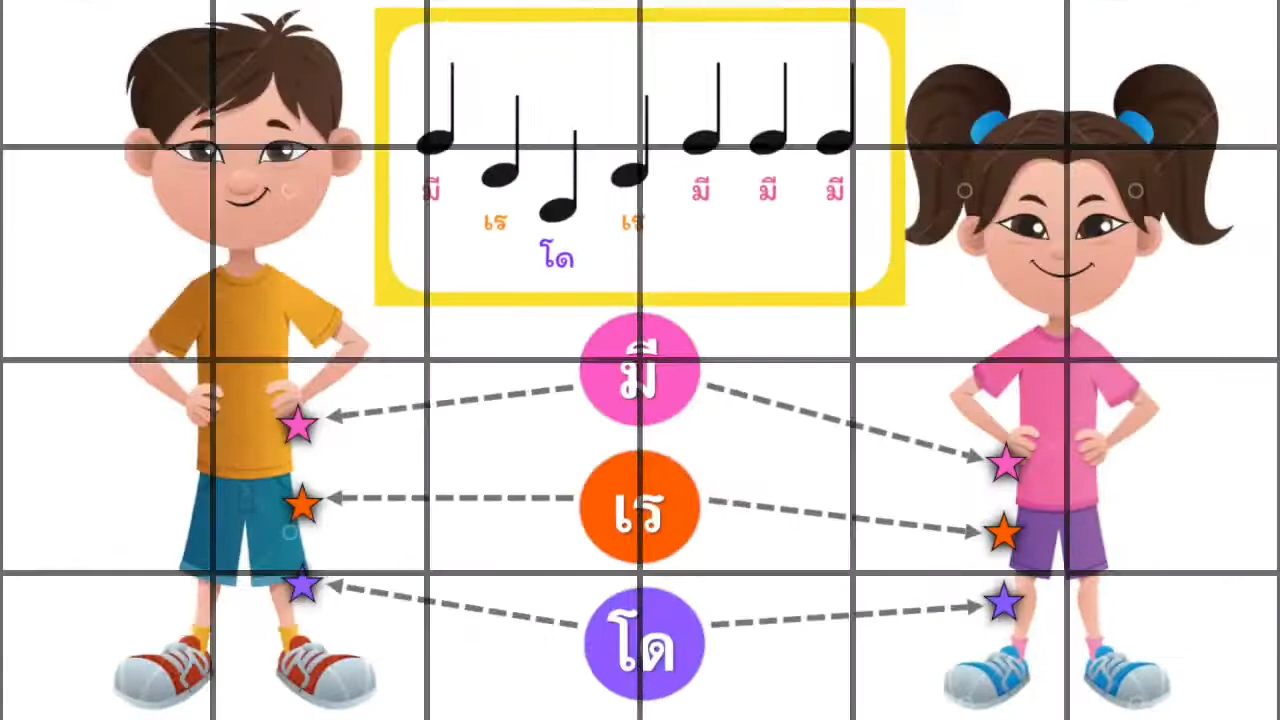 มี เร โด เร มี มี มี
มี
เร
โด